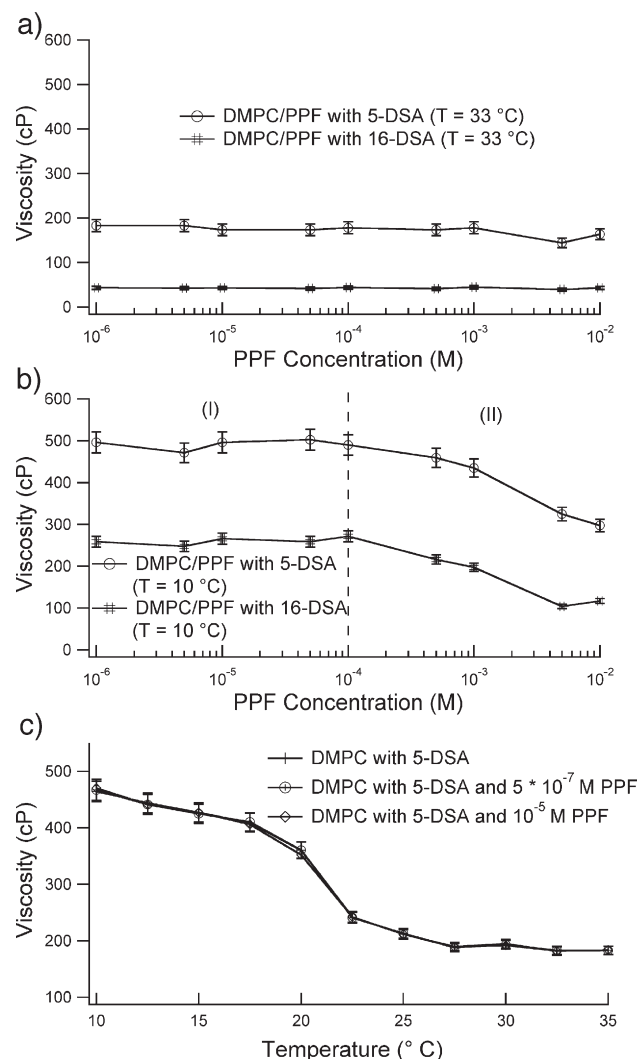 a)
600
500
400
300
200
100
0
Viscosity (cP)
DMPC/PPF with 5-DSA (T = 33 °C)
DMPC/PPF with 16-DSA (T = 33 °C)
10⁻⁶ 10⁻⁵ 10⁻⁴ 10⁻³ 10⁻²
PPF Concentration (M)
b)
600
500
400
300
200
100
0
Viscosity (cP)
(I)
(II)
DMPC/PPF with 5-DSA
(T = 10 °C)
DMPC/PPF with 16-DSA
(T = 10 °C)
10⁻⁶ 10⁻⁵ 10⁻⁴ 10⁻³ 10⁻²
PPF Concentration (M)
c)
500
400
300
200
100
Viscosity (cP)
DMPC with 5-DSA
DMPC with 5-DSA and 5 * 10⁻⁷ M PPF
DMPC with 5-DSA and 10⁻⁵ M PPF
10 15 20 25 30 35
Temperature (° C)